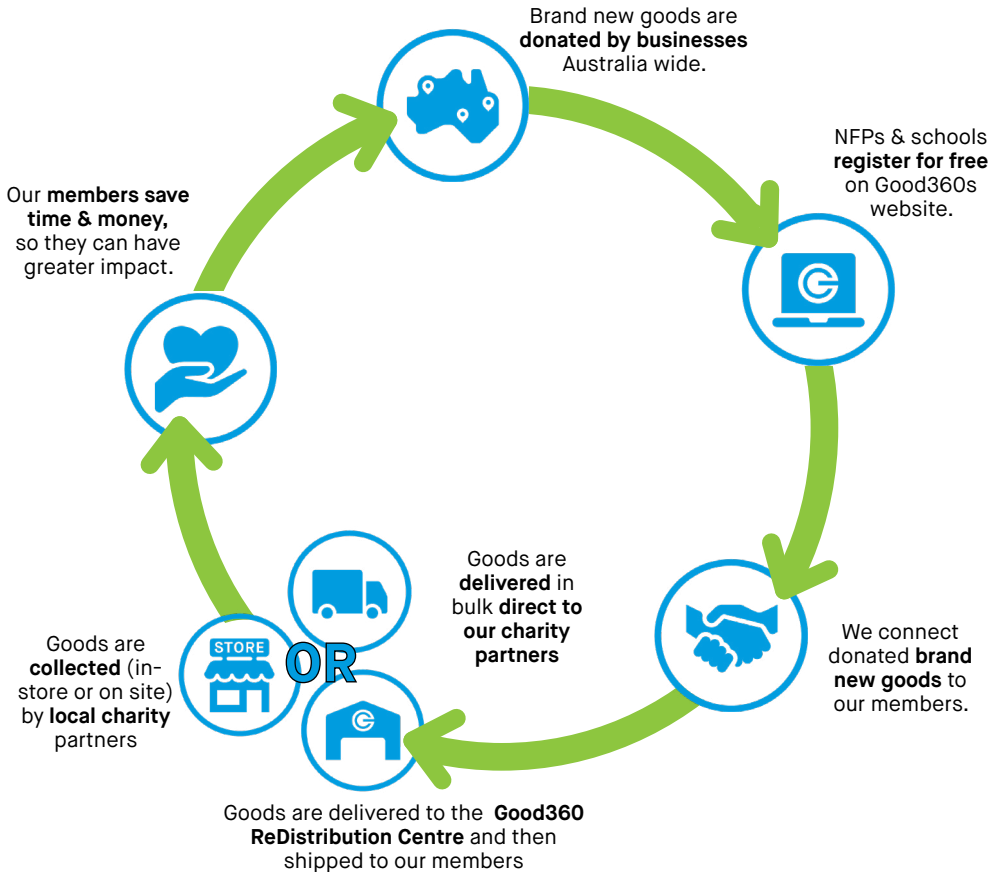 Brand new goods are
donated by businesses
Australia wide.
NFPs & schools
register for free
on Good360s
website.
We connect
donated brand
new goods to
our members.
Goods are
delivered in
bulk direct to
our charity
partners
OR
STORE
Goods are delivered to the Good360
ReDistribution Centre and then
shipped to our members
Goods are
collected (in-
store or on site)
by local charity
partners
Our members save
time & money,
so they can have
greater impact.